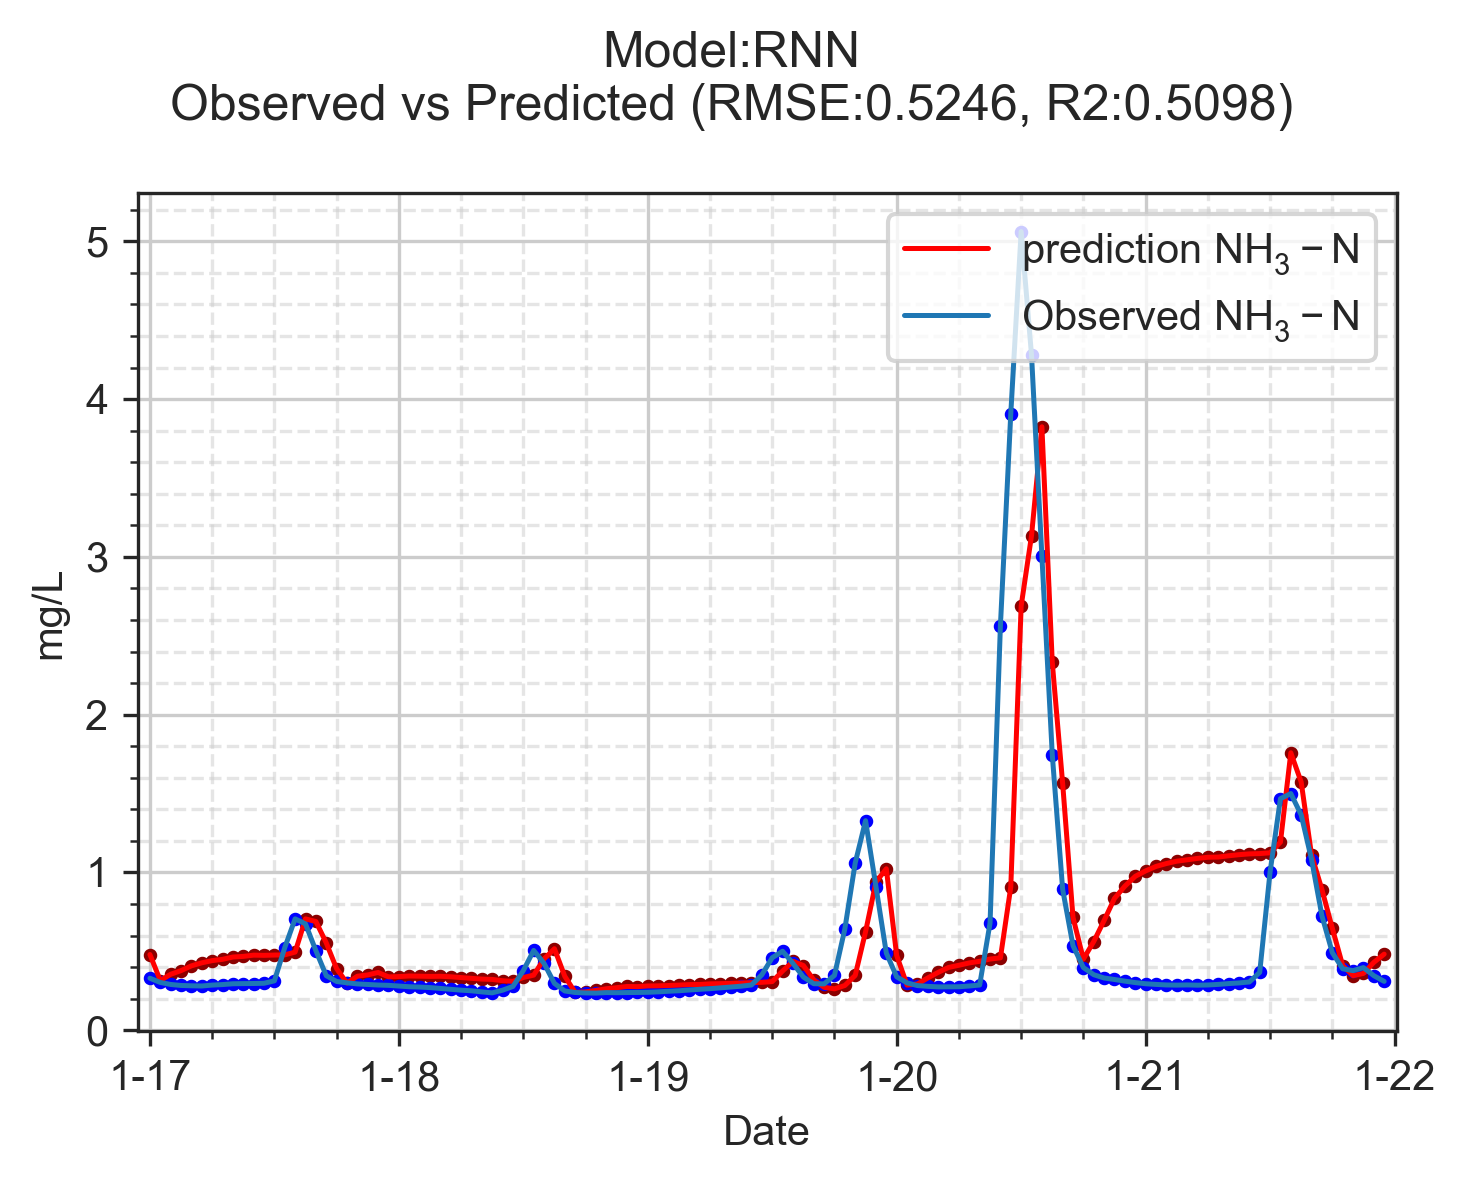 Model:RNN
Observed vs Predicted (RMSE:0.5246, R2:0.5098)
prediction NH₃ − N
Observed NH₃ − N
5
4
3
2
1
0
mg/L
1-17 1-18 1-19 1-20 1-21 1-22
Date